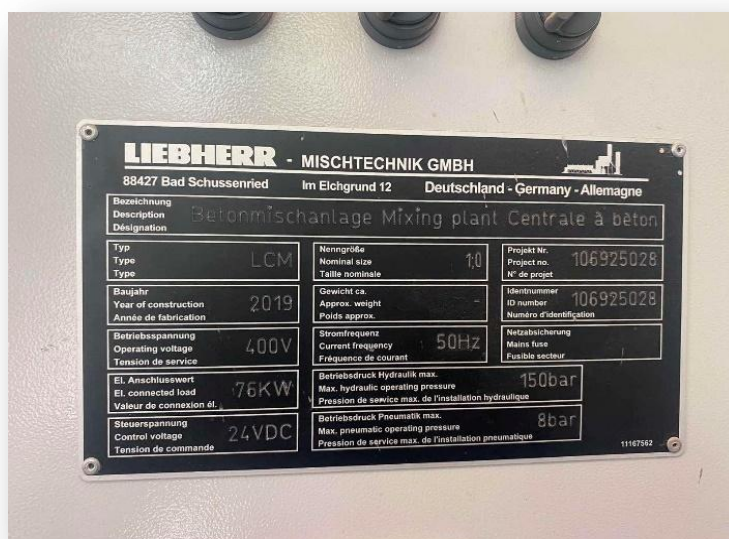 LIEBHERR - MISCHTECHNIK GMBH
88427 Bad Schussenried Im Elchgrund 12 Deutschland - Germany - Allemagne
Bezeichnung
Description
Désignation
Betonmischanlage Mixing plant Centrale à bèton
Typ
Type
Type
LCM
Nenngröße
Nominal size
Taille nominale
1;0
Projekt Nr.
Project no.
N° de projet
106925028
Baujahr
Year of construction
Année de fabrication
2019
Gewicht ca.
Approx. weight
Poids approx.
-
Identnummer
ID number
Numéro d'identification
106925028
Betriebsspannung
Operating voltage
Tension de service
400V
Stromfrequenz
Current frequency
Fréquence de courant
50Hz
Netzabsicherung
Mains fuse
Fusible secteur
El. Anschlusswert
El. connected load
Valeur de connexion él.
76KW
Betriebsdruck Hydraulik max.
Max. hydraulic operating pressure
Pression de service max. de l'installation hydraulique
150bar
Steuerspannung
Control voltage
Tension de commande
24VDC
Betriebsdruck Pneumatik max.
Max. pneumatic operating pressure
Pression de service max. de l'installation pneumatique
8bar
11167562